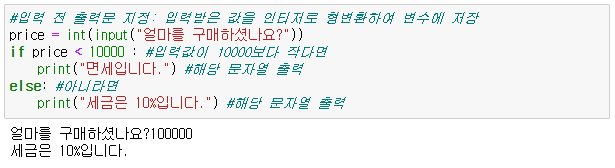 #입력 전 출력문 지정: 입력받은 값을 인티저로 형변환하여 변수에 저장
price = int(input("얼마를 구매하셨나요?"))
if price < 10000 : #입력값이 10000보다 작다면
    print("면세입니다.") #해당 문자열 출력
else: #아니라면
    print("세금은 10%입니다.") #해당 문자열 출력
얼마를 구매하셨나요?100000
세금은 10%입니다.